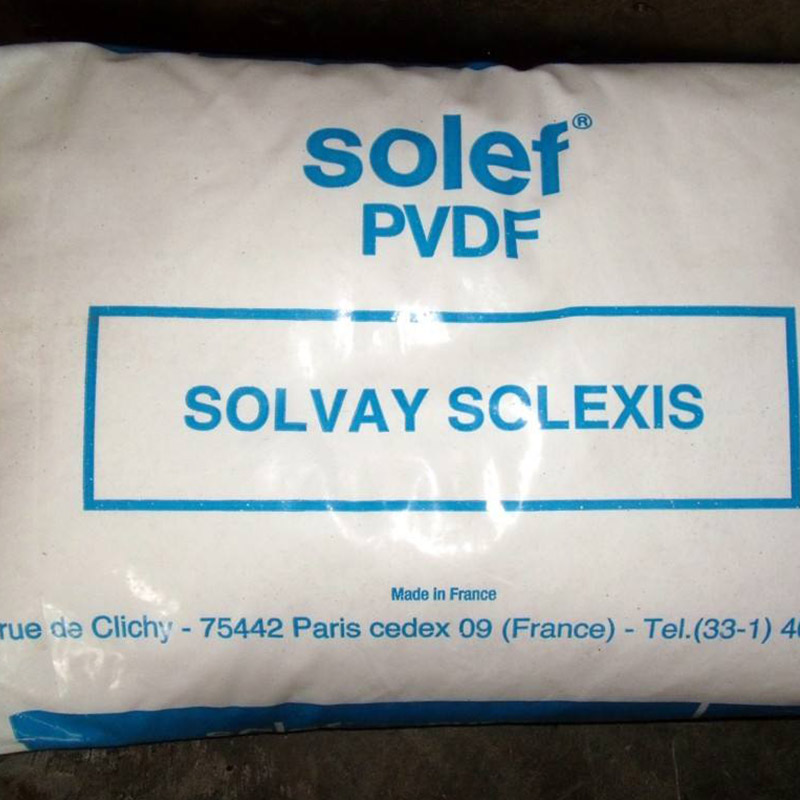 solef®
PVDF
SOLVAY SOLEXIS
Made in France
rue de Clichy - 75442 Paris cedex 09 (France) - Tel.(33-1)